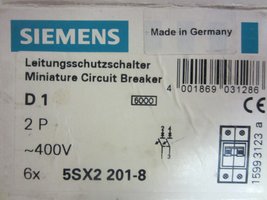 SIEMENS
Made in Germany
Leitungsschutzschalter
Miniature Circuit Breaker
D 1
6000
4 001869 031286
2 P
~400V
6x 5SX2 201-8
15993123 a